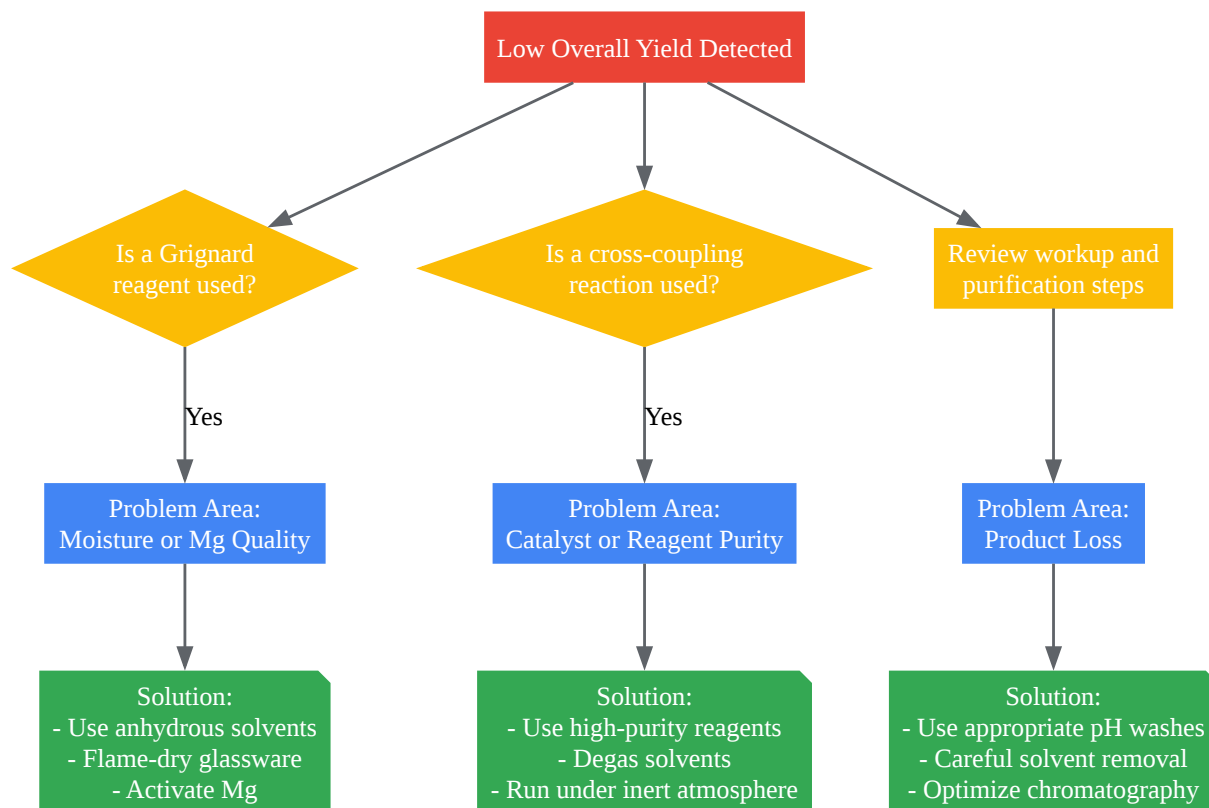 Low Overall Yield Detected
Is a Grignard
reagent used?
Is a cross-coupling
reaction used?
Review workup and
purification steps
Yes
Yes
Problem Area:
Moisture or Mg Quality
Problem Area:
Catalyst or Reagent Purity
Problem Area:
Product Loss
Solution:
- Use anhydrous solvents
- Flame-dry glassware
- Activate Mg
Solution:
- Use high-purity reagents
- Degas solvents
- Run under inert atmosphere
Solution:
- Use appropriate pH washes
- Careful solvent removal
- Optimize chromatography